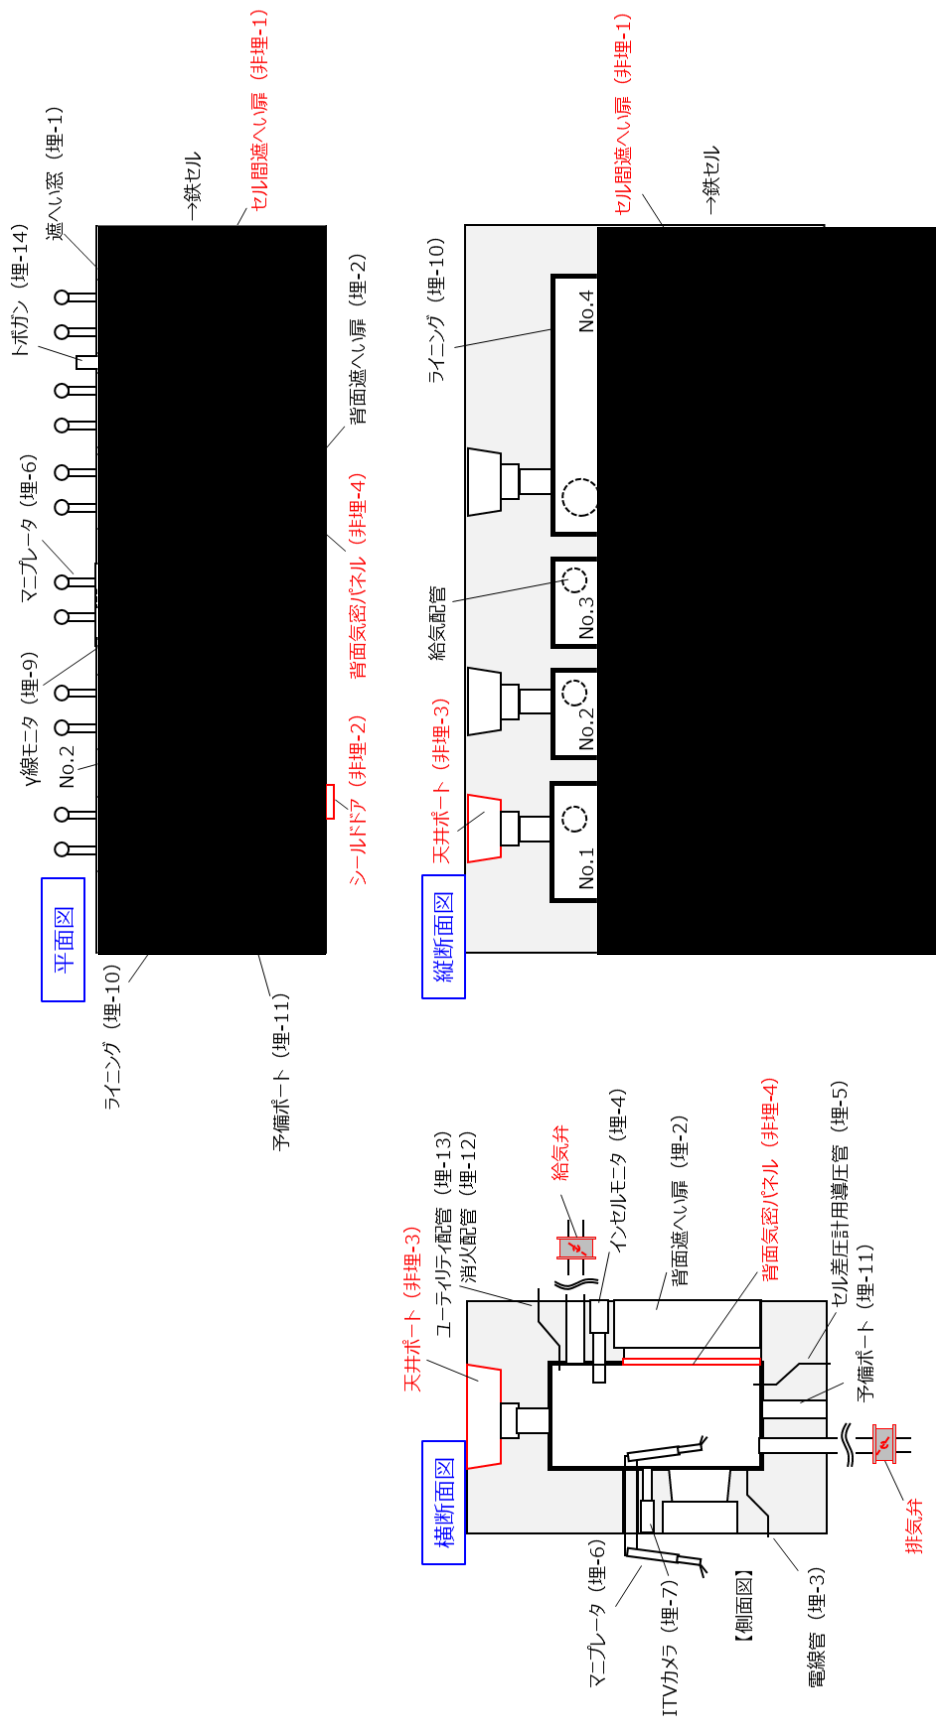 平面図
ライニング（埋-10）
予備ポート（埋-11）
No.2
γ線モニタ（埋-9）
マニプレータ（埋-6）
トボガン（埋-14）
遮へい窓（埋-1）
→鉄セル
セル間遮へい扉（非埋-1）
背面遮へい扉（埋-2）
背面気密パネル（非埋-4）
シールドドア（非埋-2）
横断面図
天井ポート（非埋-3）
ユーティリティ配管（埋-13）
消火配管（埋-12）
給気弁
インセルモニタ（埋-4）
背面遮へい扉（埋-2）
背面気密パネル（非埋-4）
セル差圧計用導圧管（埋-5）
予備ポート（埋-11）
排気弁
マニプレータ（埋-6）
ITVカメラ（埋-7）
【側面図】
電線管（埋-3）
縦断面図
天井ポート（非埋-3）
給気配管
ライニング（埋-10）
セル間遮へい扉（非埋-1）
→鉄セル
No.1
No.2
No.3
No.4